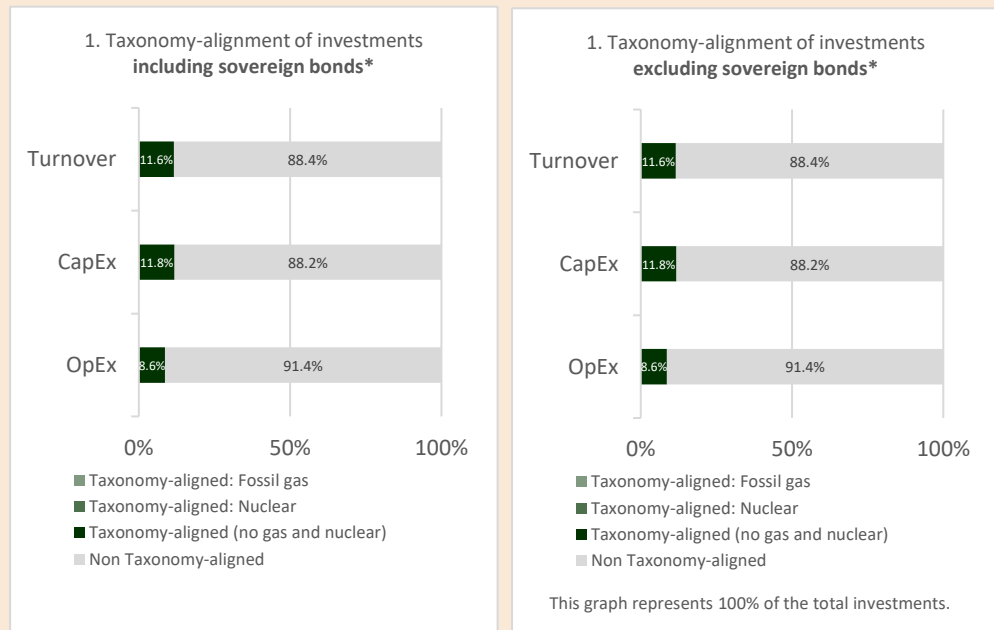 1. Taxonomy-alignment of investments
including sovereign bonds*
Turnover
11.6%
88.4%
CapEx
11.8%
88.2%
OpEx
8.6%
91.4%
0%
50%
100%
Taxonomy-aligned: Fossil gas
Taxonomy-aligned: Nuclear
Taxonomy-aligned (no gas and nuclear)
Non Taxonomy-aligned
1. Taxonomy-alignment of investments
excluding sovereign bonds*
Turnover
11.6%
88.4%
CapEx
11.8%
88.2%
OpEx
8.6%
91.4%
0%
50%
100%
Taxonomy-aligned: Fossil gas
Taxonomy-aligned: Nuclear
Taxonomy-aligned (no gas and nuclear)
Non Taxonomy-aligned
This graph represents 100% of the total investments.